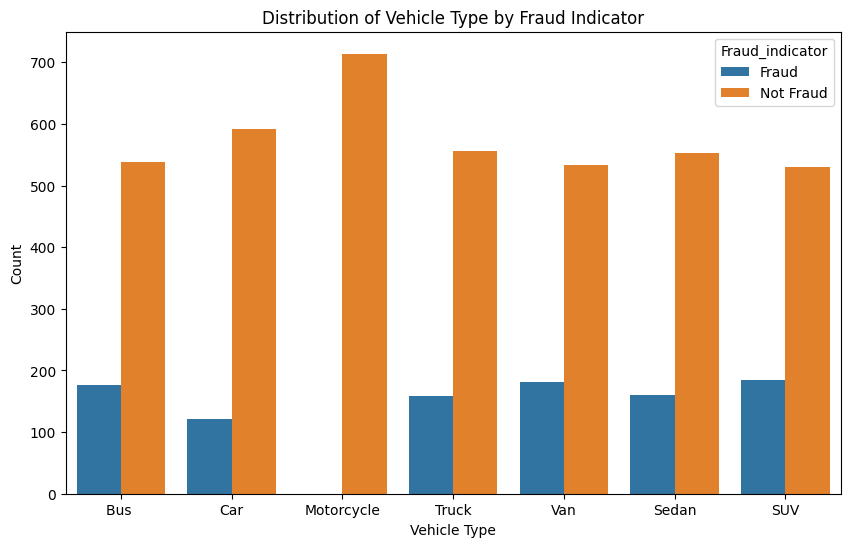 Distribution of Vehicle Type by Fraud Indicator
Fraud_indicator
Fraud
Not Fraud
700
600
500
400
300
200
100
0
Count
Bus Car Motorcycle Truck Van Sedan SUV
Vehicle Type